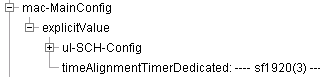 mac-MainConfig
explicitValue
ul-SCH-Config
timeAlignmentTimerDedicated: ---- sf1920(3) ----